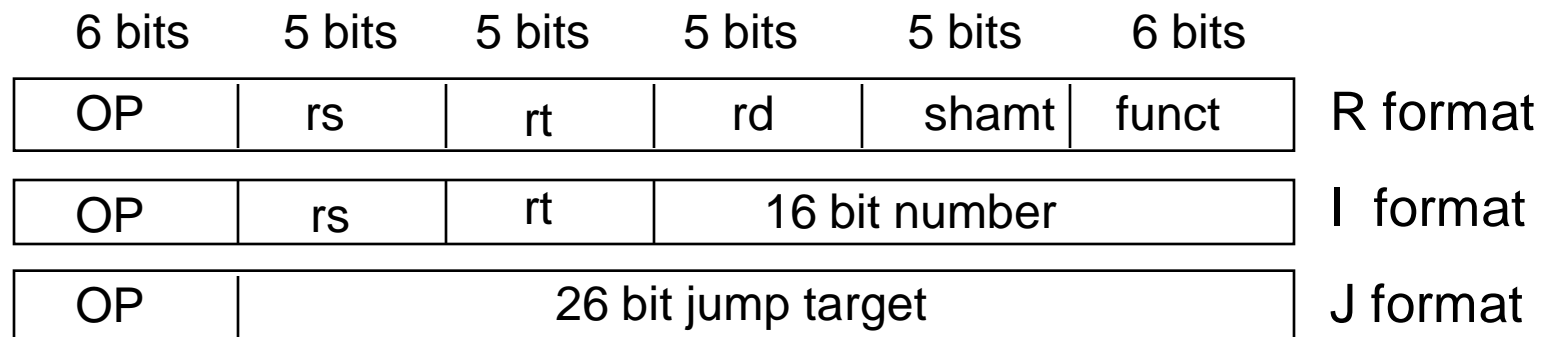 6 bits 5 bits 5 bits 5 bits 5 bits 6 bits
OP rs rt rd shamt funct R format
OP rs rt 16 bit number I format
OP 26 bit jump target J format